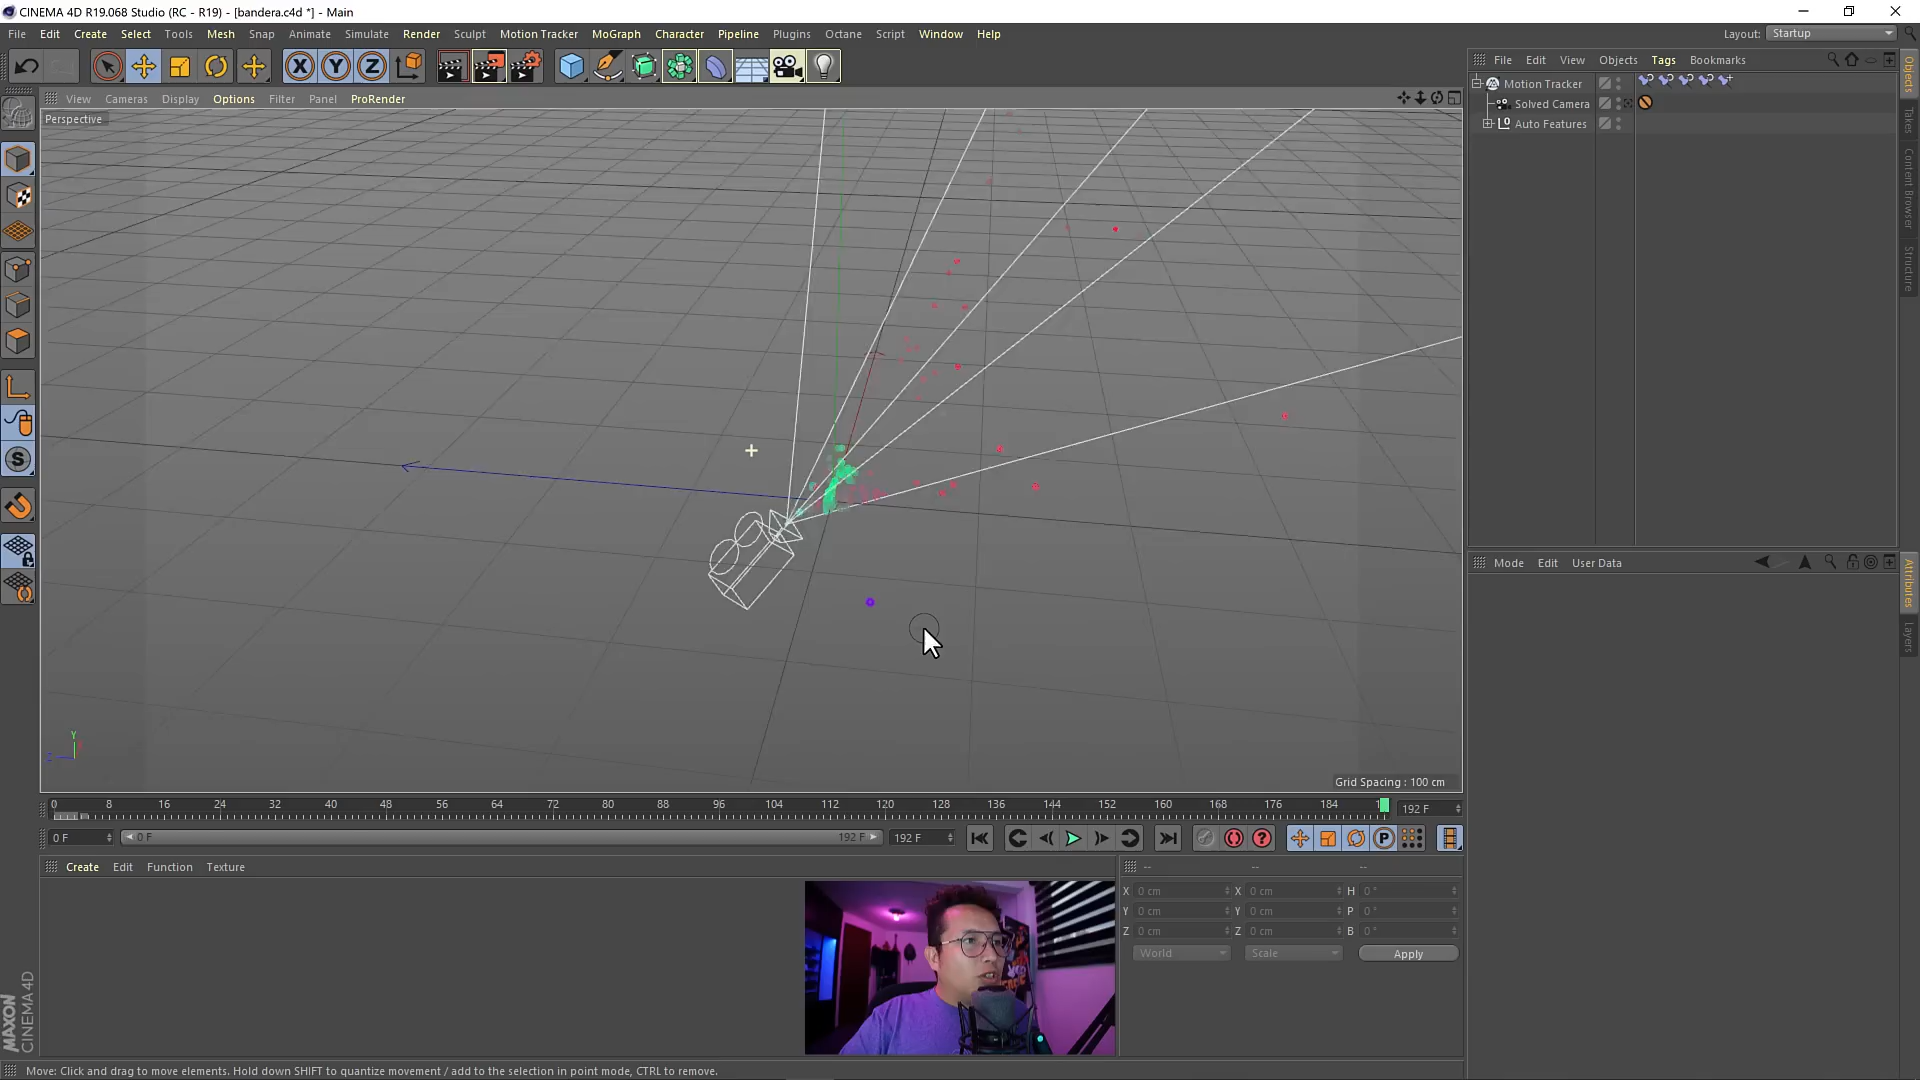 CINEMA 4D R19.068 Studio (RC - R19) - [bandera.c4d *] - Main
File Edit Create Select Tools Mesh Snap Animate Simulate Render Sculpt Motion Tracker MoGraph Character Pipeline Plugins Octane Script Window Help Layout: Startup
X Y Z
File Edit View Objects Tags Bookmarks
View Cameras Display Options Filter Panel ProRender
Perspective
Motion Tracker
Solved Camera
Auto Features
Objects
Takes
Content Browser
Structure
Mode Edit User Data
Attributes
Layers
Y
Z
Grid Spacing : 100 cm
0 8 16 24 32 40 48 56 64 72 80 88 96 104 112 120 128 136 144 152 160 168 176 184 192 F
0 F 0 F 192 F 192 F
Create Edit Function Texture
-- -- --
X 0 cm X 0 cm H 0 °
Y 0 cm Y 0 cm P 0 °
Z 0 cm Z 0 cm B 0 °
World Scale Apply
MAXON
CINEMA 4D
Move: Click and drag to move elements. Hold down SHIFT to quantize movement / add to the selection in point mode, CTRL to remove.